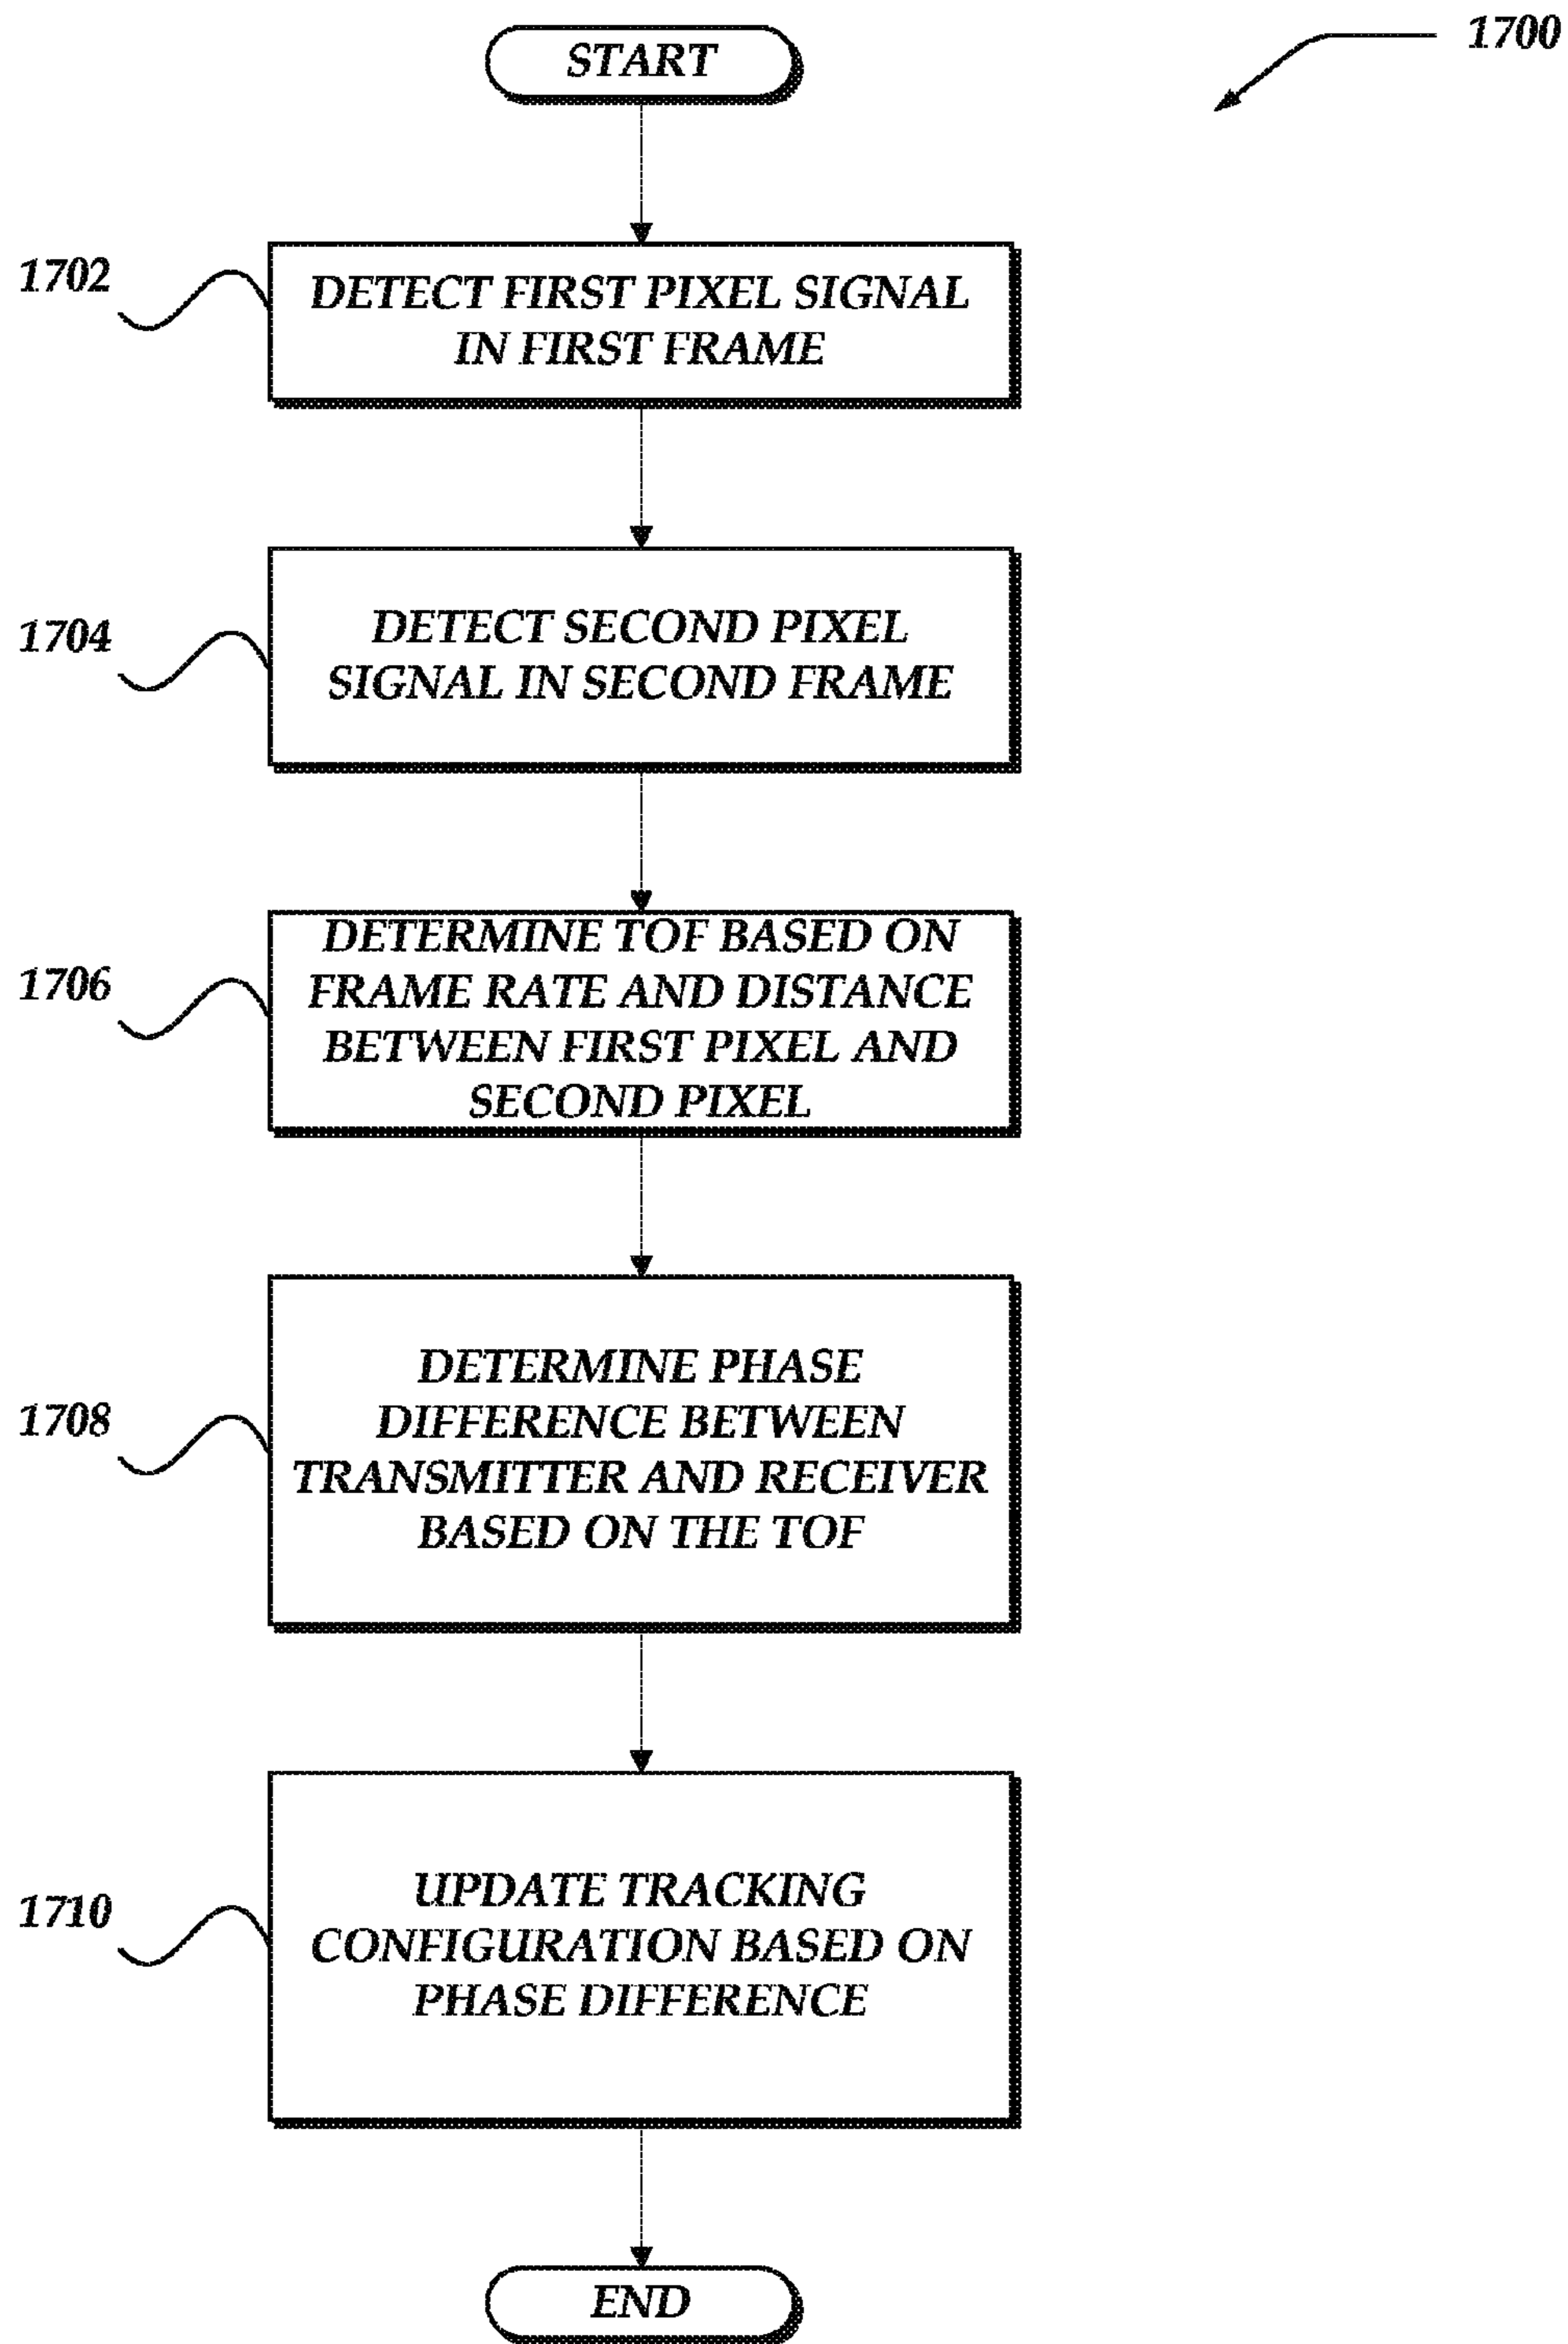 START
1700
1702
DETECT FIRST PIXEL SIGNAL
IN FIRST FRAME
1704
DETECT SECOND PIXEL
SIGNAL IN SECOND FRAME
1706
DETERMINE TOF BASED ON
FRAME RATE AND DISTANCE
BETWEEN FIRST PIXEL AND
SECOND PIXEL
1708
DETERMINE PHASE
DIFFERENCE BETWEEN
TRANSMITTER AND RECEIVER
BASED ON THE TOF
1710
UPDATE TRACKING
CONFIGURATION BASED ON
PHASE DIFFERENCE
END